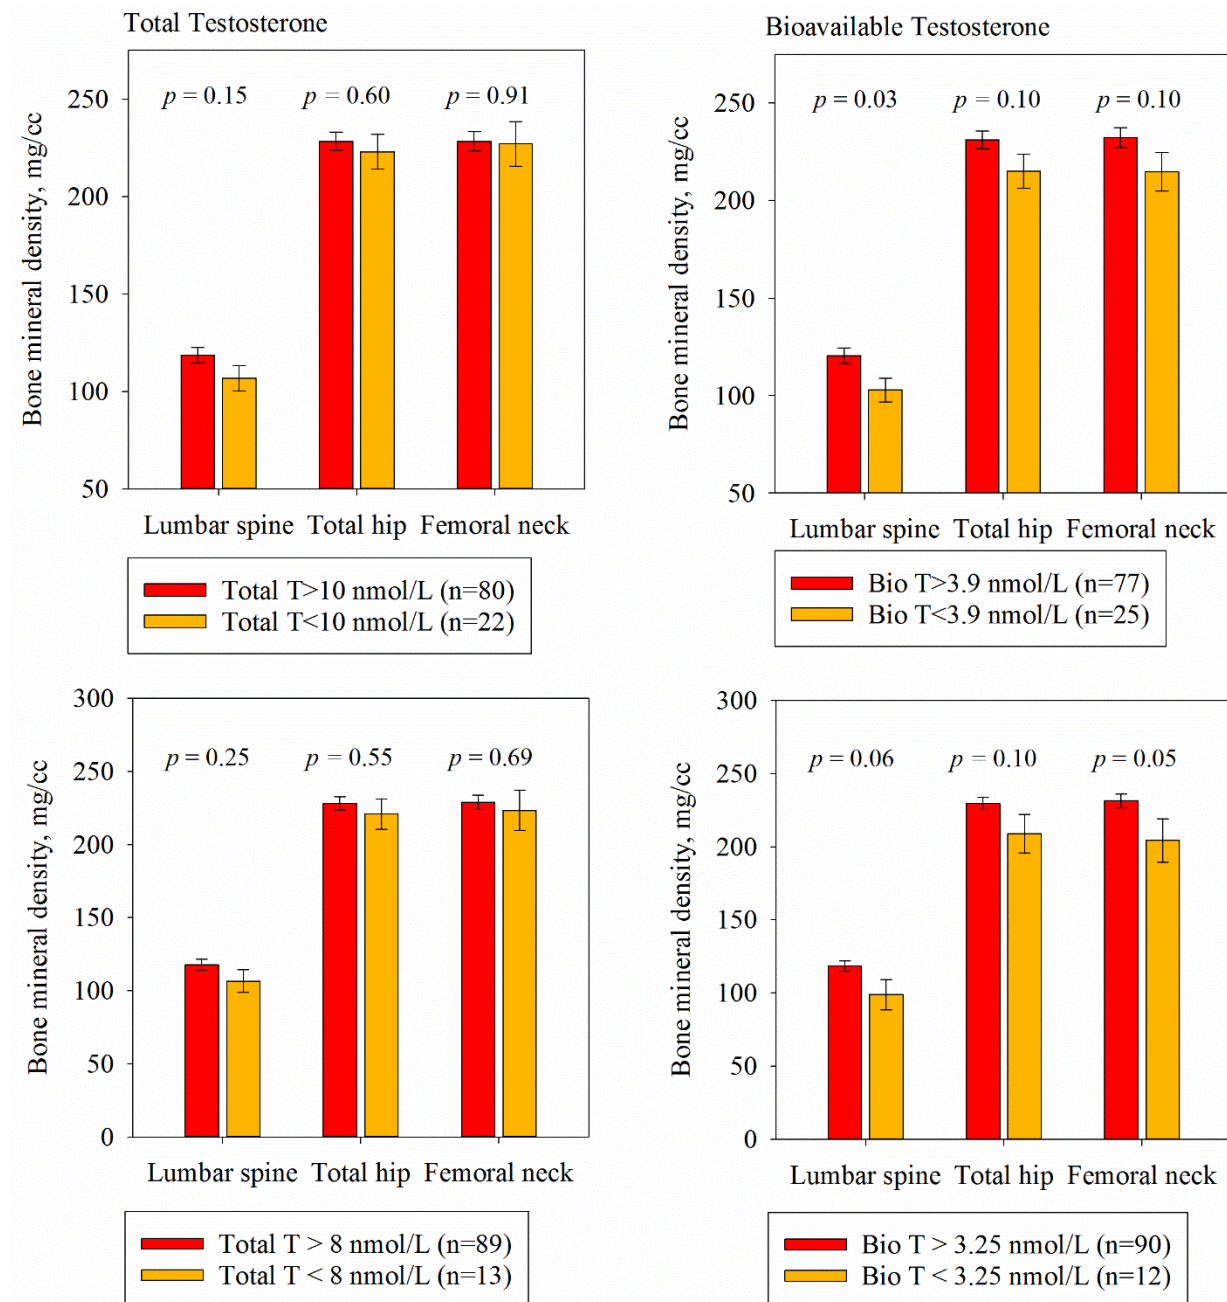 Total Testosterone
Bone mineral density, mg/cc
250
200
150
100
50
p = 0.15
p = 0.60
p = 0.91
Lumbar spine Total hip Femoral neck
Total T>10 nmol/L (n=80)
Total T<10 nmol/L (n=22)
Bioavailable Testosterone
Bone mineral density, mg/cc
250
200
150
100
50
p = 0.03
p = 0.10
p = 0.10
Lumbar spine Total hip Femoral neck
Bio T>3.9 nmol/L (n=77)
Bio T<3.9 nmol/L (n=25)
Bone mineral density, mg/cc
300
250
200
150
100
50
0
p = 0.25
p = 0.55
p = 0.69
Lumbar spine Total hip Femoral neck
Total T > 8 nmol/L (n=89)
Total T < 8 nmol/L (n=13)
Bone mineral density, mg/cc
300
250
200
150
100
50
0
p = 0.06
p = 0.10
p = 0.05
Lumbar spine Total hip Femoral neck
Bio T > 3.25 nmol/L (n=90)
Bio T < 3.25 nmol/L (n=12)